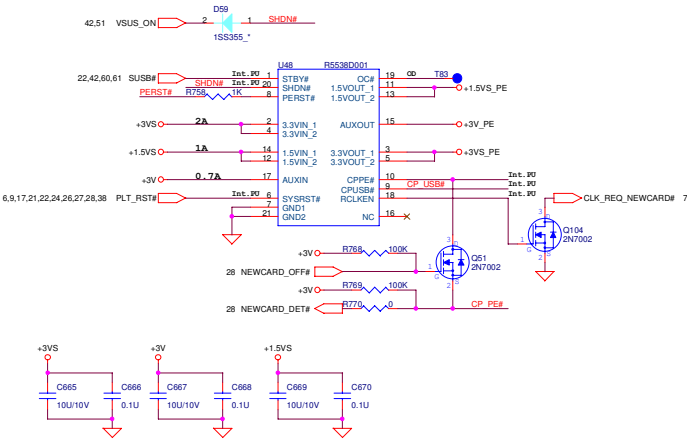 D59
42,51 VSUS_ON 2 1 SHDN#
1SS355_*
U48 R5538D001
22,42,60,61 SUSB# Int.PU 1 STBY# OC# 19 OD T83
SHDN# Int.PU 20 SHDN# 1.5VOUT_1 11 +1.5VS_PE
PERST# R758 1K 8 PERST# 1.5VOUT_2 13
+3VS 2A 2 3.3VIN_1 AUXOUT 15 +3V_PE
4 3.3VIN_2
+1.5VS 1A 14 1.5VIN_1 3.3VOUT_1 3 +3VS_PE
12 1.5VIN_2 3.3VOUT_2 5
+3V 0.7A 17 AUXIN CPPE# 10 Int.PU
CPUSB# 9 CP_USB# Int.PU
6,9,17,21,22,24,26,27,28,38 PLT_RST# Int.PU 6 SYSRST# RCLKEN 18 Int.PU CLK_REQ_NEWCARD# 7
7 GND1
21 GND2 NC 16
3 D
Q104
2N7002
1 G
2 S
+3V R768 100K
3 D
Q51
2N7002
28 NEWCARD_OFF# 1 G
2 S
+3V R769 100K
28 NEWCARD_DET# R770 0 CP_PE#
+3VS +3V +1.5VS
C665 C666 C667 C668 C669 C670
10U/10V 0.1U 10U/10V 0.1U 10U/10V 0.1U